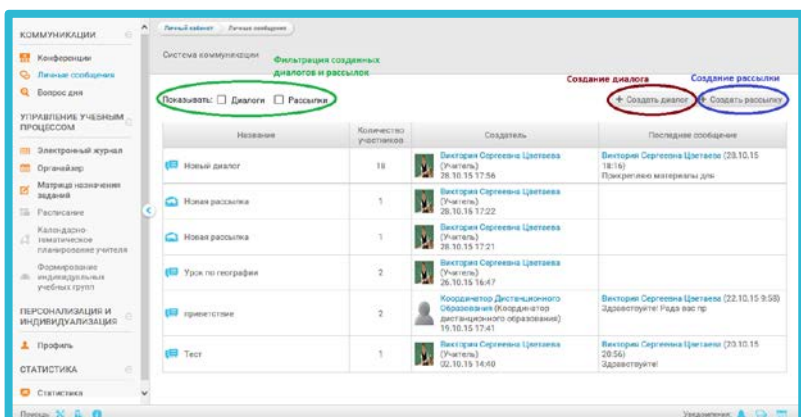 КОММУНИКАЦИИ
Конференции
Личные сообщения
Вопрос дня
УПРАВЛЕНИЕ УЧЕБНЫМ
ПРОЦЕССОМ
Электронный журнал
Органайзер
Матрица назначения
заданий
Расписание
Календарно-
тематическое
планирование учителя
Формирование
индивидуальных
учебных групп
ПЕРСОНАЛИЗАЦИЯ И
ИНДИВИДУАЛИЗАЦИЯ
Профиль
СТАТИСТИКА
Статистика
Помощь
Личный кабинет Личные сообщения
Система коммуникации
Фильтрация созданных
диалогов и рассылок
Создание диалога
Создание рассылки
Показывать: Диалоги Рассылки
+ Создать диалог + Создать рассылку
Название
Количество
участников
Создатель
Последнее сообщение
Новый диалог
18
Виктория Сергеевна Цветаева
(Учитель)
28.10.15 17:56
Виктория Сергеевна Цветаева (28.10.15
18:16)
Прикрепляю материалы для
Новая рассылка
1
Виктория Сергеевна Цветаева
(Учитель)
28.10.15 17:22
Новая рассылка
1
Виктория Сергеевна Цветаева
(Учитель)
28.10.15 17:21
Урок по географии
2
Виктория Сергеевна Цветаева
(Учитель)
26.10.15 16:47
приветствие
2
Координатор Дистанционного
Образования (Координатор
дистанционного образования)
19.10.15 17:41
Виктория Сергеевна Цветаева (22.10.15 9:58)
Здравствуйте! Рада вас пр
Тест
1
Виктория Сергеевна Цветаева
(Учитель)
02.10.15 14:40
Виктория Сергеевна Цветаева (20.10.15
20:56)
Здравствуйте!
Уведомления: